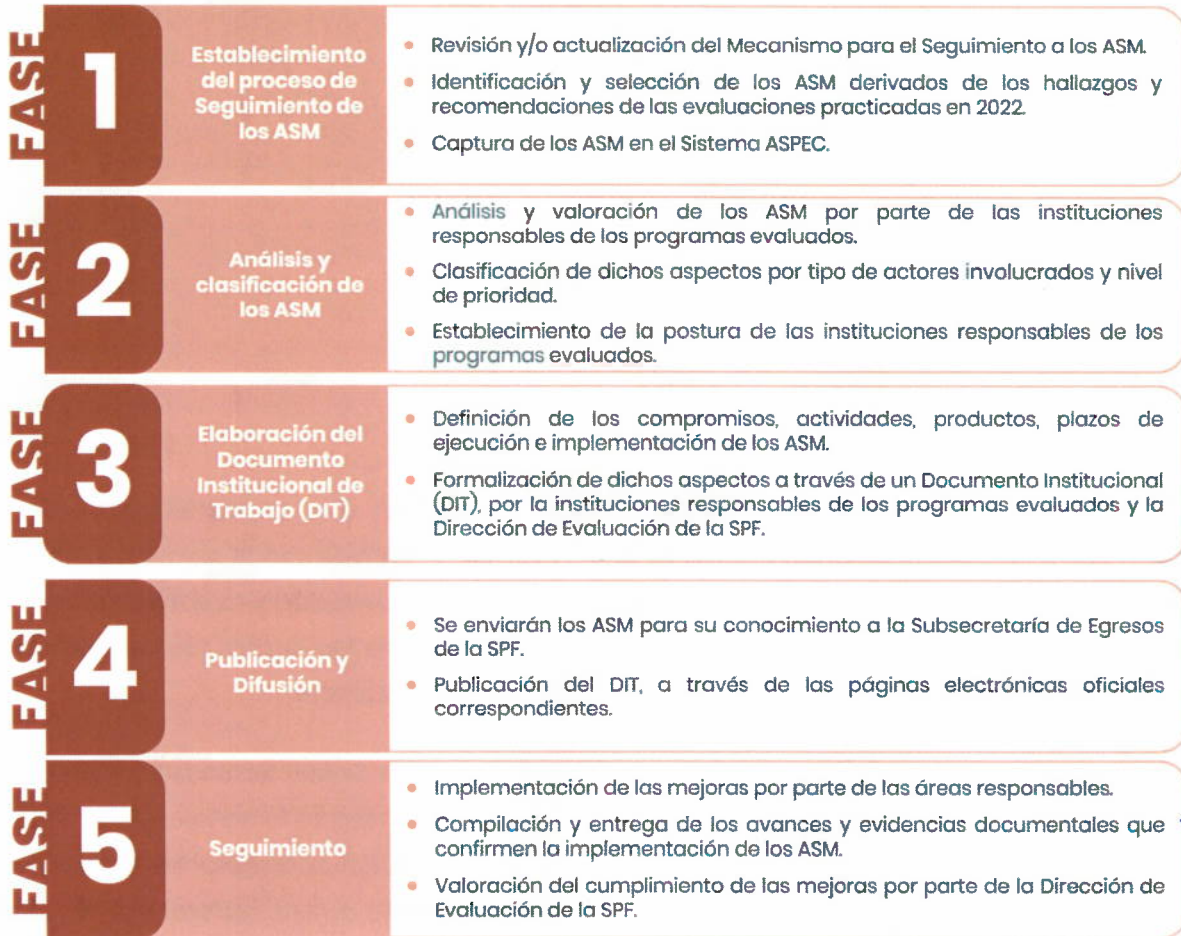 FASE
1
Establecimiento
del proceso de
Seguimiento de
los ASM
• Revisión y/o actualización del Mecanismo para el Seguimiento a los ASM.
• Identificación y selección de los ASM derivados de los hallazgos y
recomendaciones de las evaluaciones practicadas en 2022.
• Captura de los ASM en el Sistema ASPEC.
FASE
2
Análisis y
clasificación de
los ASM
• Análisis y valoración de los ASM por parte de las instituciones
responsables de los programas evaluados.
• Clasificación de dichos aspectos por tipo de actores involucrados y nivel
de prioridad.
• Establecimiento de la postura de las instituciones responsables de los
programas evaluados.
FASE
3
Elaboración del
Documento
Institucional de
Trabajo (DIT)
• Definición de los compromisos, actividades, productos, plazos de
ejecución e implementación de los ASM.
• Formalización de dichos aspectos a través de un Documento Institucional
(DIT), por la instituciones responsables de los programas evaluados y la
Dirección de Evaluación de la SPF.
FASE
4
Publicación y
Difusión
• Se enviarán los ASM para su conocimiento a la Subsecretaría de Egresos
de la SPF.
• Publicación del DIT, a través de las páginas electrónicas oficiales
correspondientes.
FASE
5
Seguimiento
• Implementación de las mejoras por parte de las áreas responsables.
• Compilación y entrega de los avances y evidencias documentales que
confirmen la implementación de los ASM.
• Valoración del cumplimiento de las mejoras por parte de la Dirección de
Evaluación de la SPF.